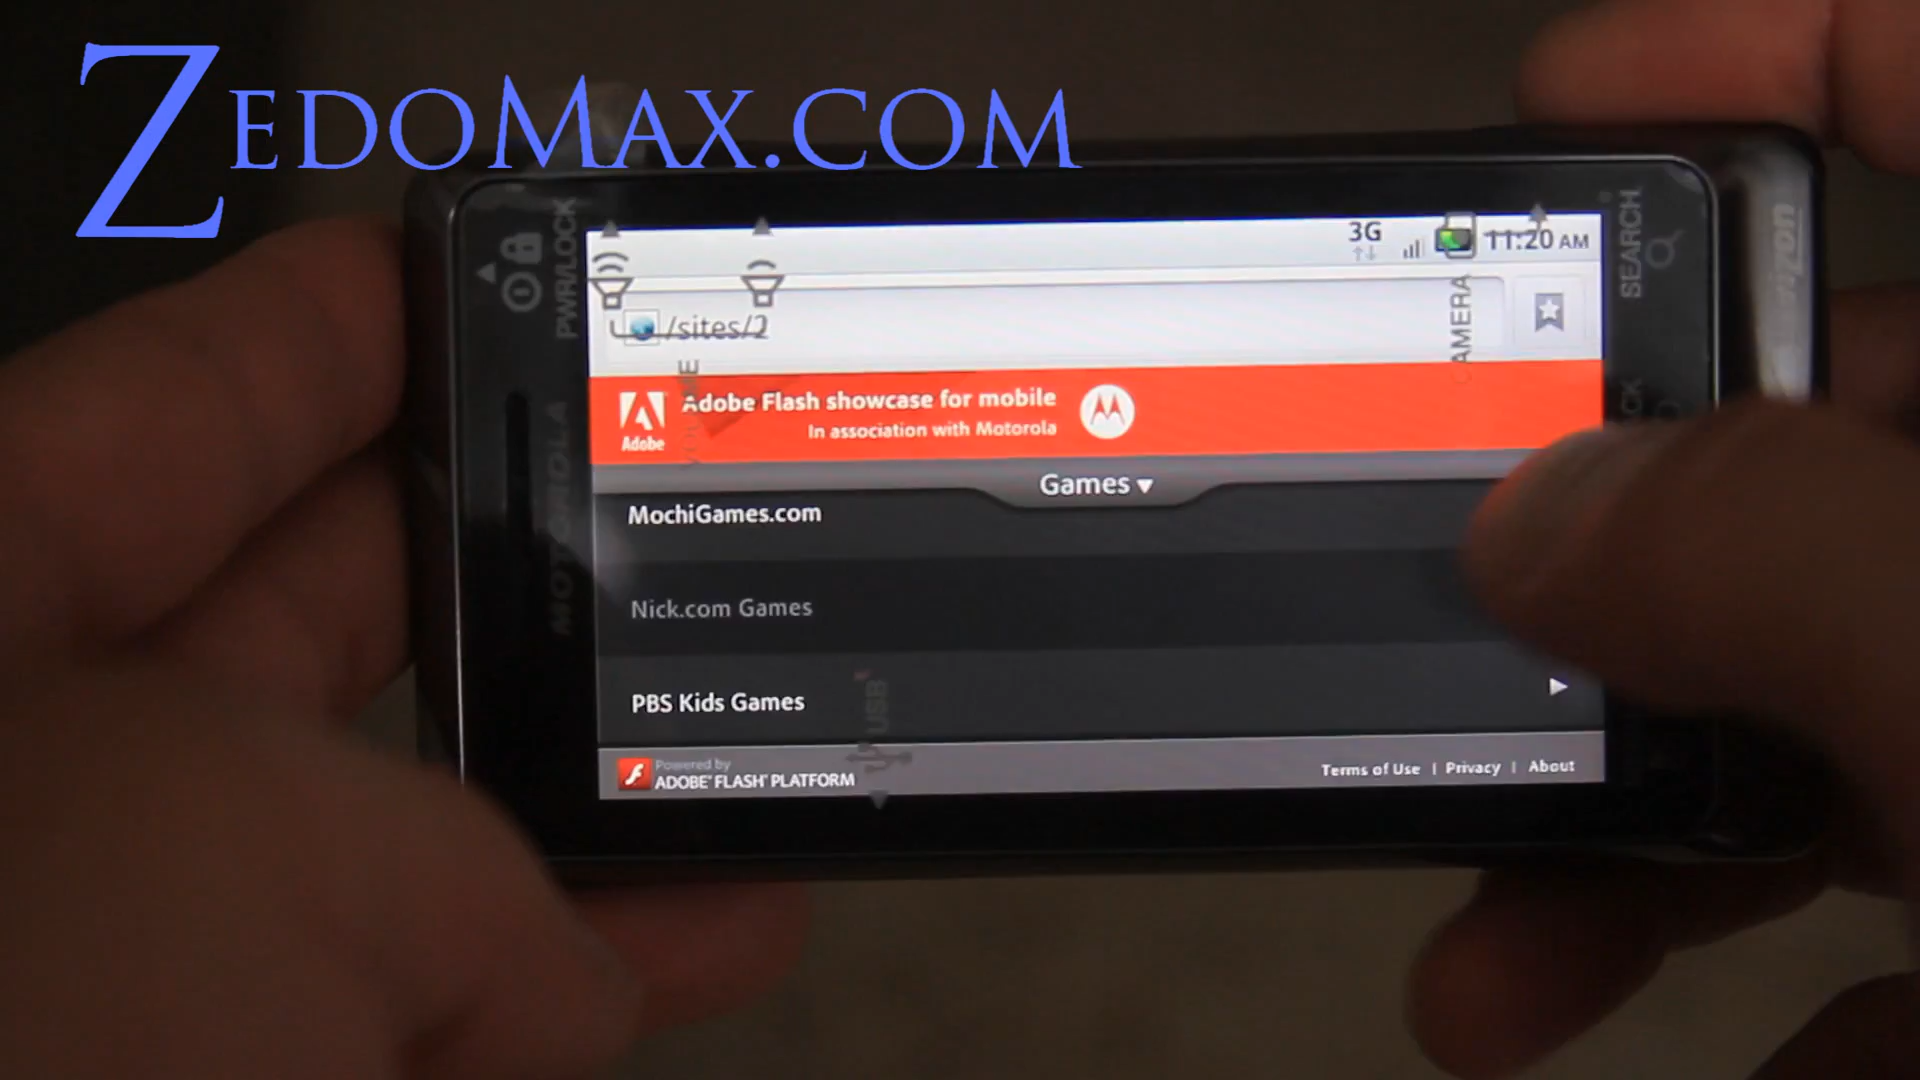 ZEDOMAX.COM
PWR/LOCK
3G
11:20 AM
SEARCH
/sites/2
CAMERA
Adobe Flash showcase for mobile
In association with Motorola
Adobe
VOLUME
MOTOROLA
verizon
Games
MochiGames.com
Nick.com Games
PBS Kids Games
USB
Powered by
ADOBE® FLASH® PLATFORM
Terms of Use | Privacy | About